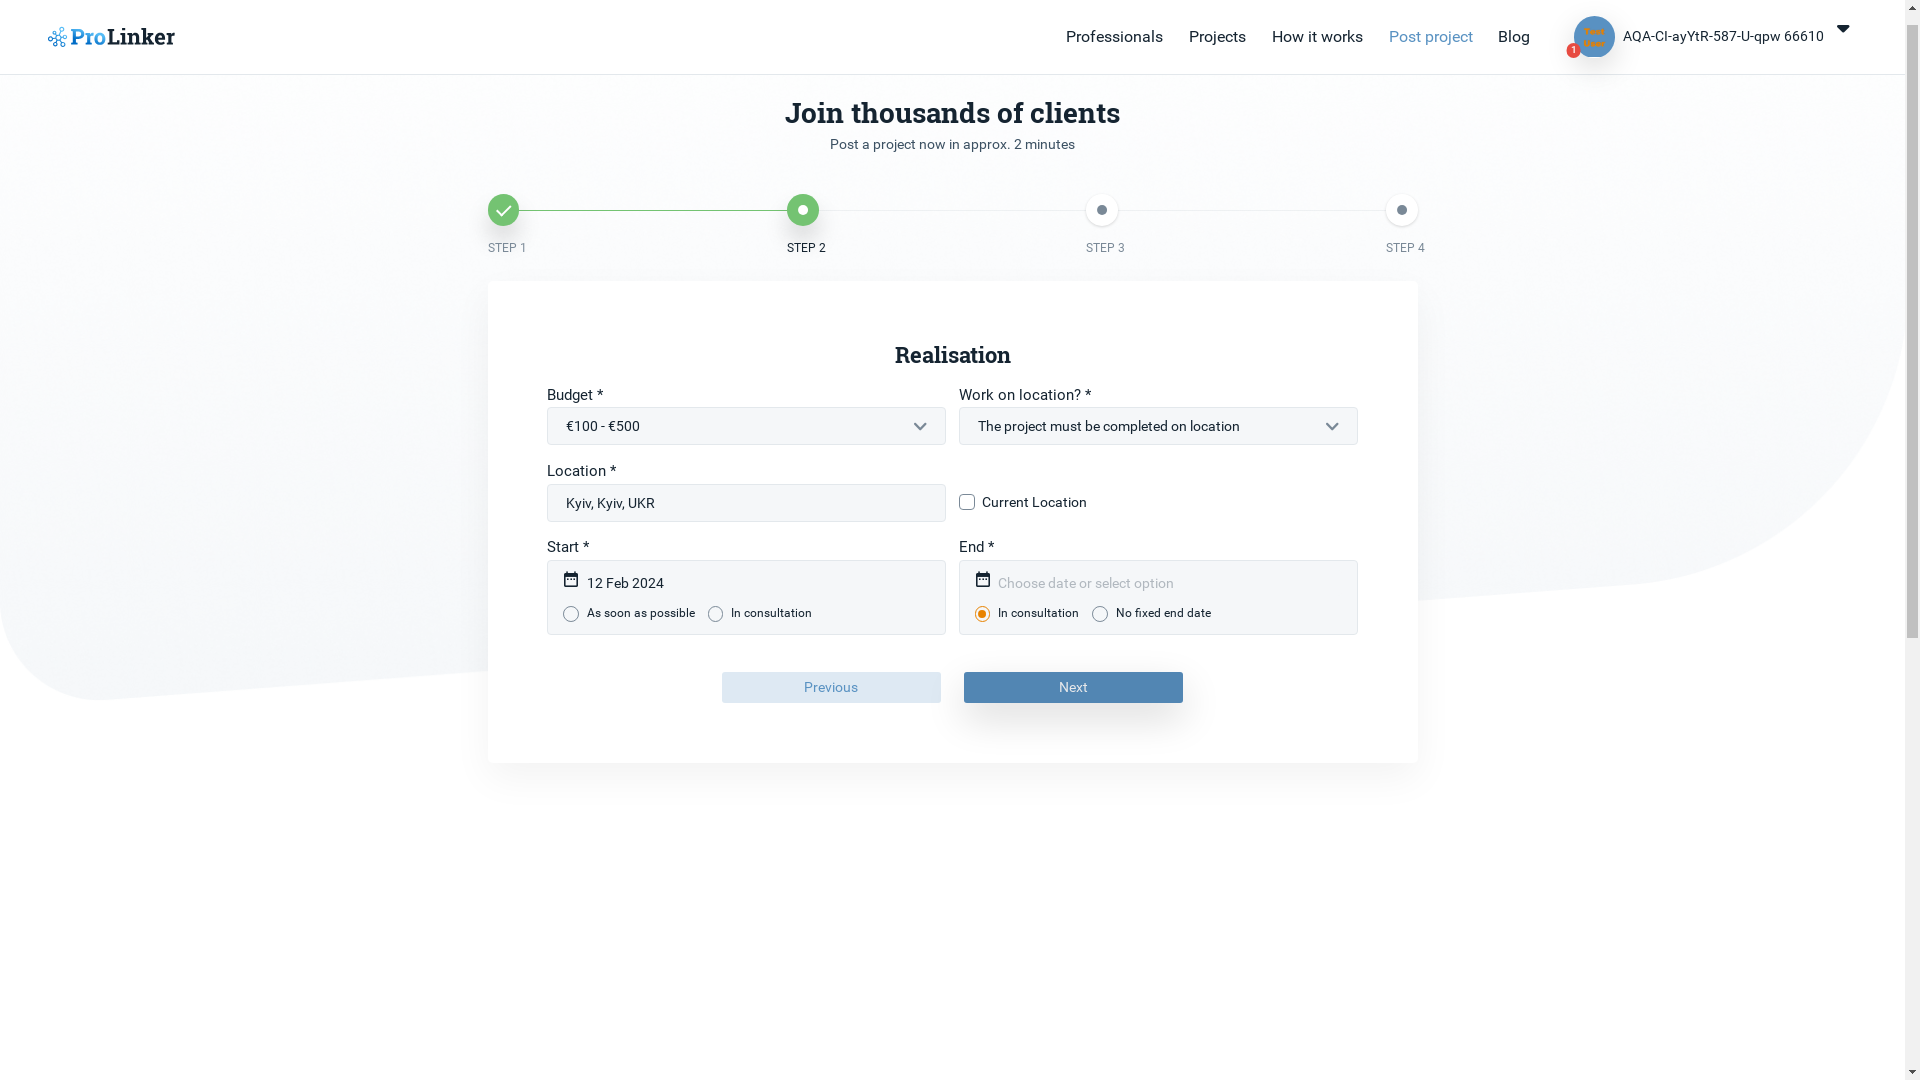 ProLinker
Professionals
Projects
How it works
Post project
Blog
Test User
1
AQA-CI-ayYtR-587-U-qpw 66610
Join thousands of clients
Post a project now in approx. 2 minutes
STEP 1
STEP 2
STEP 3
STEP 4
Realisation
Budget *
€100 - €500
Work on location? *
The project must be completed on location
Location *
Kyiv, Kyiv, UKR
Current Location
Start *
12 Feb 2024
As soon as possible
In consultation
End *
Choose date or select option
In consultation
No fixed end date
Previous
Next